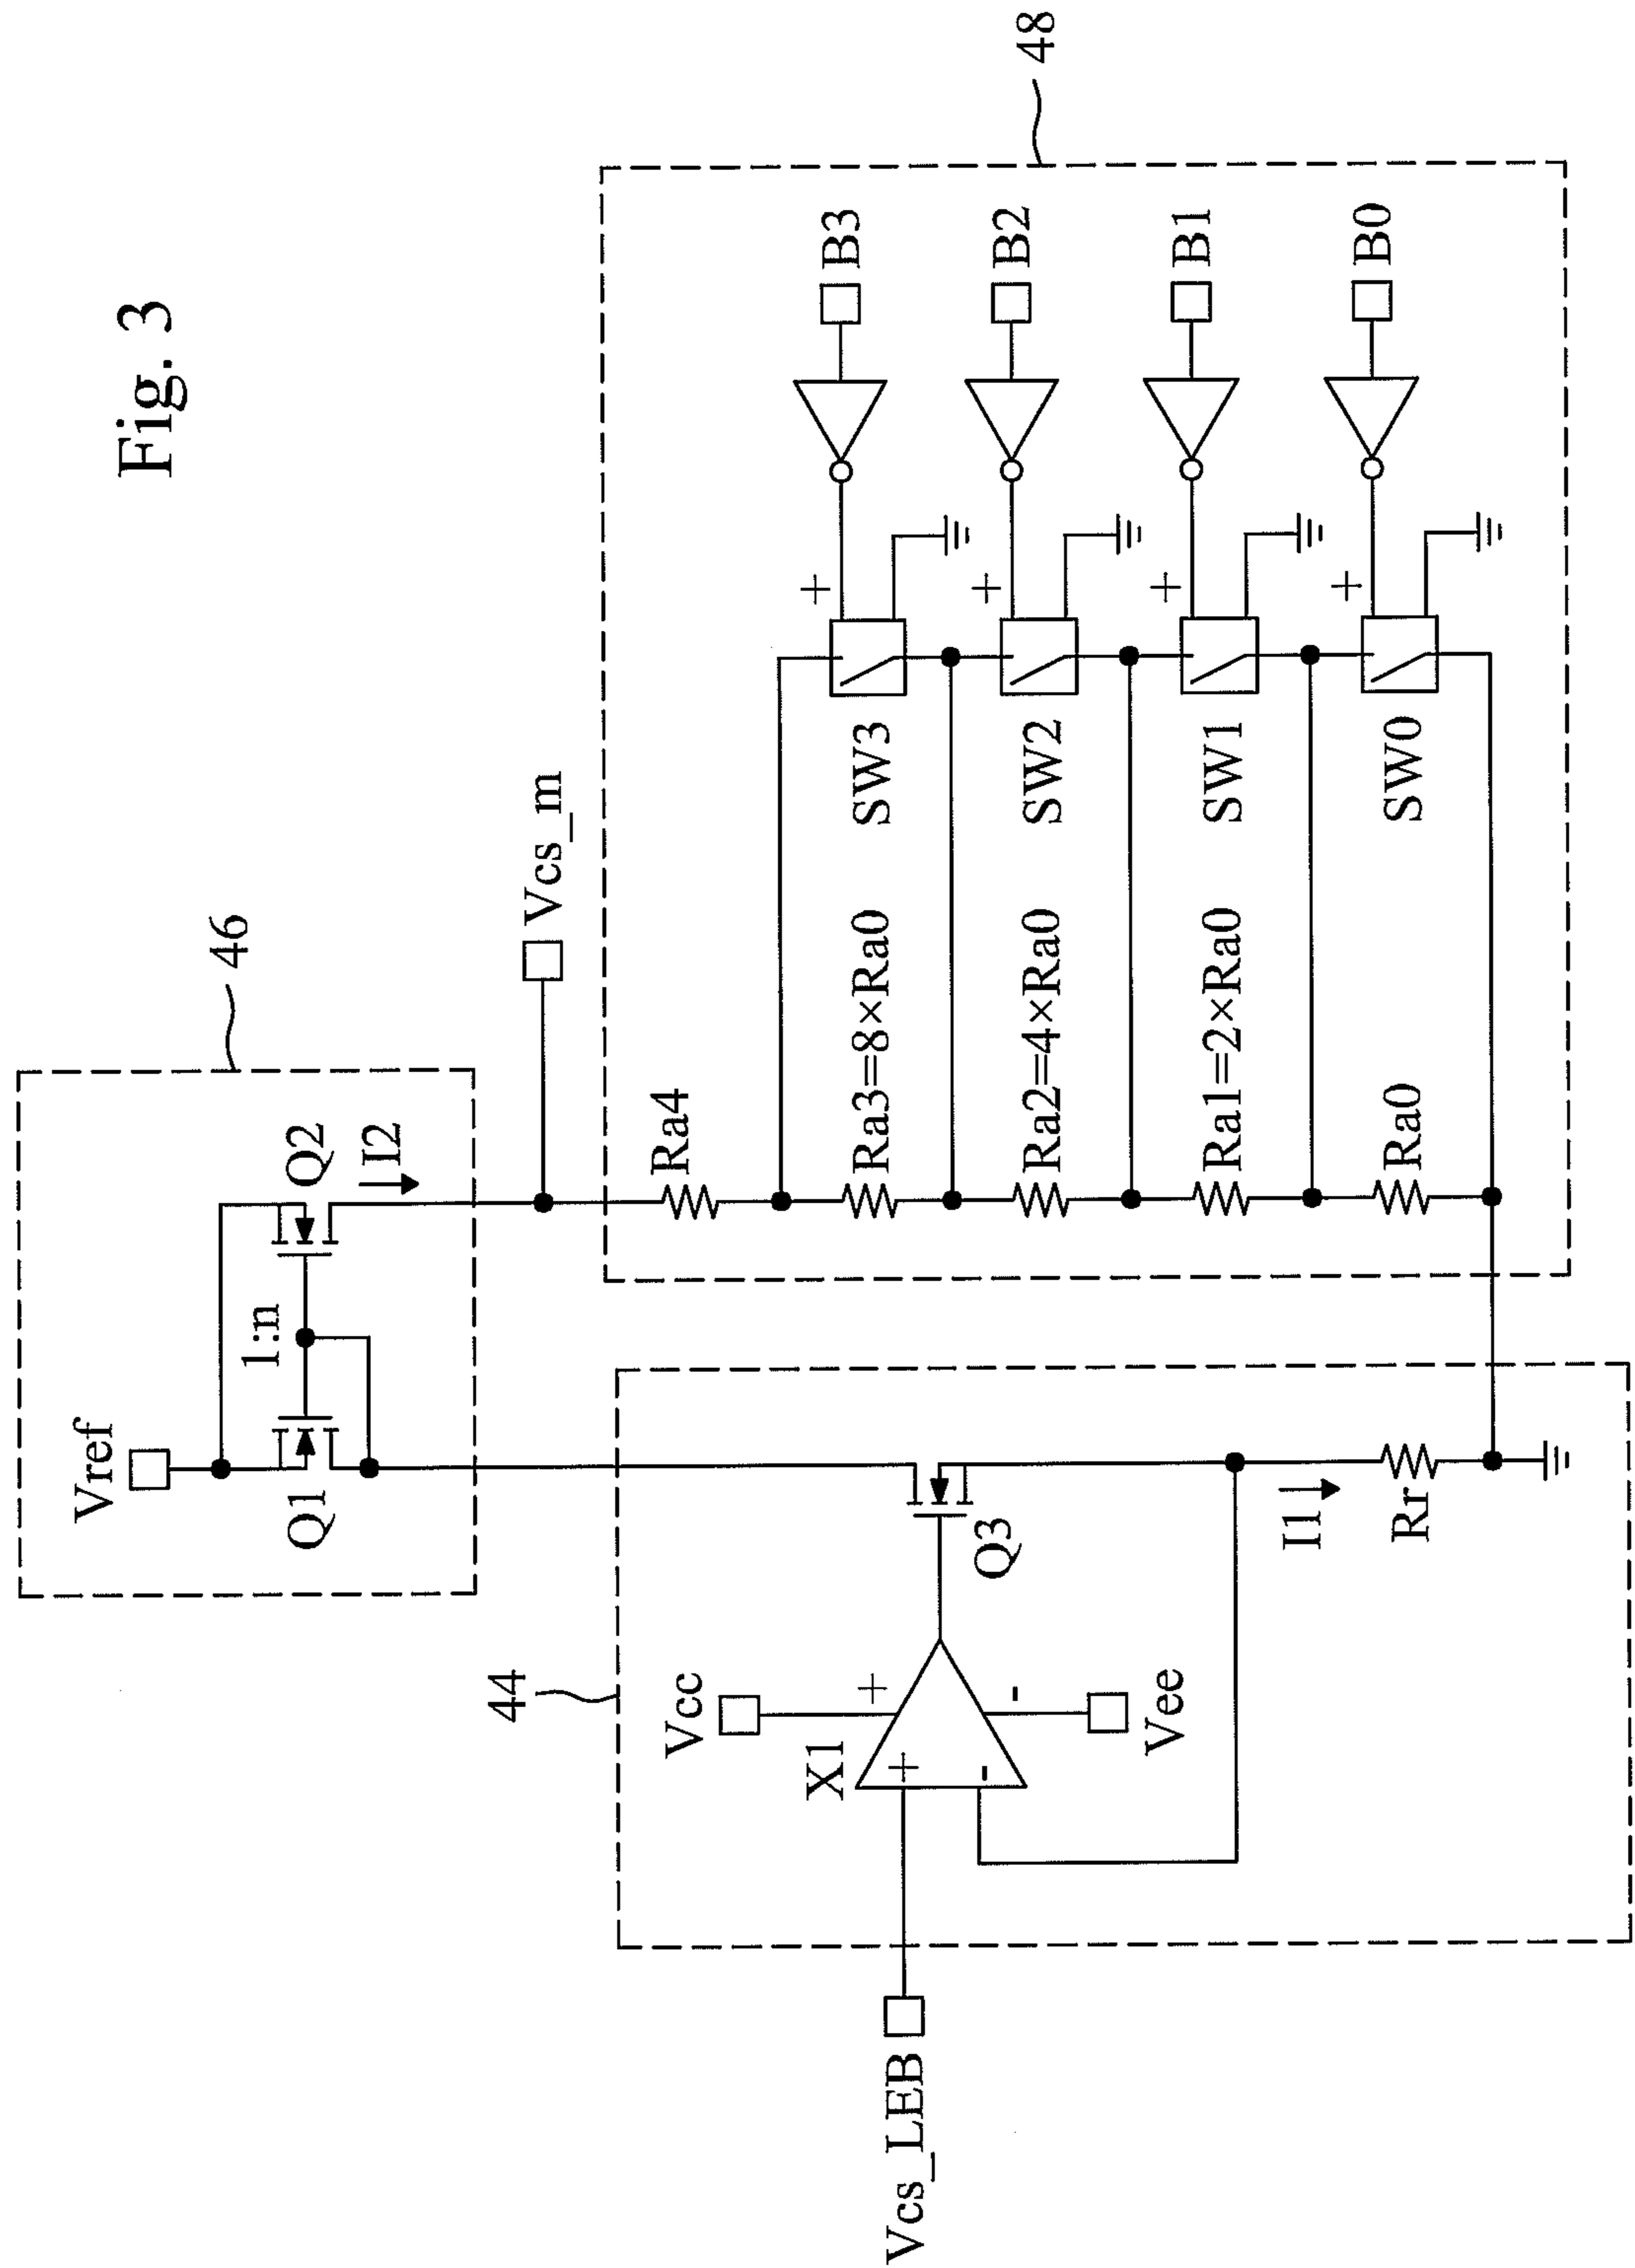 Fig. 3
46
Vref
Q1
1:n
Q2
I2
Vcs_m
48
Ra4
Ra3=8×Ra0
SW3
+
B3
Ra2=4×Ra0
SW2
+
B2
Ra1=2×Ra0
SW1
+
B1
Ra0
SW0
+
B0
44
Vcc
+
X1
+
-
-
Vee
Q3
I1
Rr
Vcs_LEB